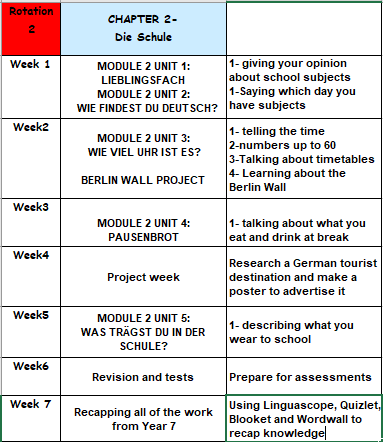 Rotation
2
CHAPTER 2-
Die Schule
Week 1
MODULE 2 UNIT 1:
LIEBLINGSFACH
MODULE 2 UNIT 2:
WIE FINDEST DU DEUTSCH?
1- giving your opinion
about school subjects
1-Saying which day you
have subjects
Week2
MODULE 2 UNIT 3:
WIE VIEL UHR IST ES?
BERLIN WALL PROJECT
1- telling the time
2-numbers up to 60
3-Talking about timetables
4- Learning about the
Berlin Wall
Week3
MODULE 2 UNIT 4:
PAUSENBROT
1- talking about what you
eat and drink at break
Week4
Project week
Research a German tourist
destination and make a
poster to advertise it
Week5
MODULE 2 UNIT 5:
WAS TRÄGST DU IN DER
SCHULE?
1- describing what you
wear to school
Week6
Revision and tests
Prepare for assessments
Week 7
Recapping all of the work
from Year 7
Using Linguascope, Quizlet,
Blooket and Wordwall to
recap knowledge